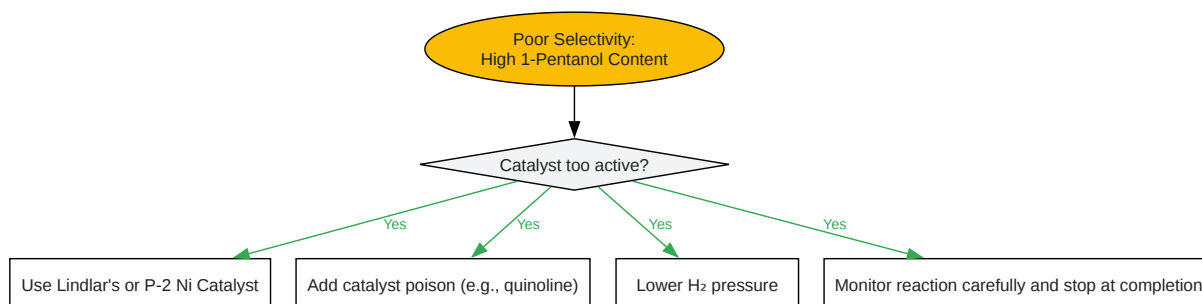 Poor Selectivity:
High 1-Pentanol Content
Catalyst too active?
Yes
Yes
Yes
Yes
Use Lindlar's or P-2 Ni Catalyst
Add catalyst poison (e.g., quinoline)
Lower H₂ pressure
Monitor reaction carefully and stop at completion